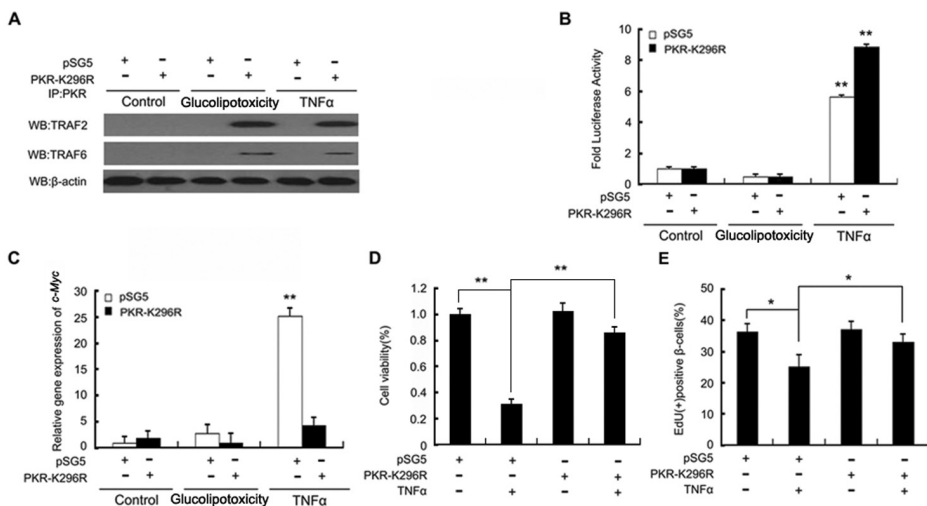 A
pSG5 + - + - + -
PKR-K296R - + - + - +
IP:PKR
Control Glucolipotoxicity TNFα
WB:TRAF2
WB:TRAF6
WB:β-actin
B
pSG5
PKR-K296R
**
**
Fold Luciferase Activity
10
8
6
4
2
0
pSG5 + - + - + -
PKR-K296R - + - + - +
Control Glucolipotoxicity TNFα
C
pSG5
PKR-K296R
**
Relative gene expression of c-Myc
30
25
20
15
10
5
0
pSG5 + - + - + -
PKR-K296R - + - + - +
Control Glucolipotoxicity TNFα
D
** **
Cell viability(%)
1.2
1.0
0.8
0.6
0.4
0.2
0
pSG5 + + - -
PKR-K296R - - + +
TNFα - + - +
E
* *
EdU(+)positive β-cells(%)
50
40
30
20
10
0
pSG5 + + - -
PKR-K296R - - + +
TNFα - + - +